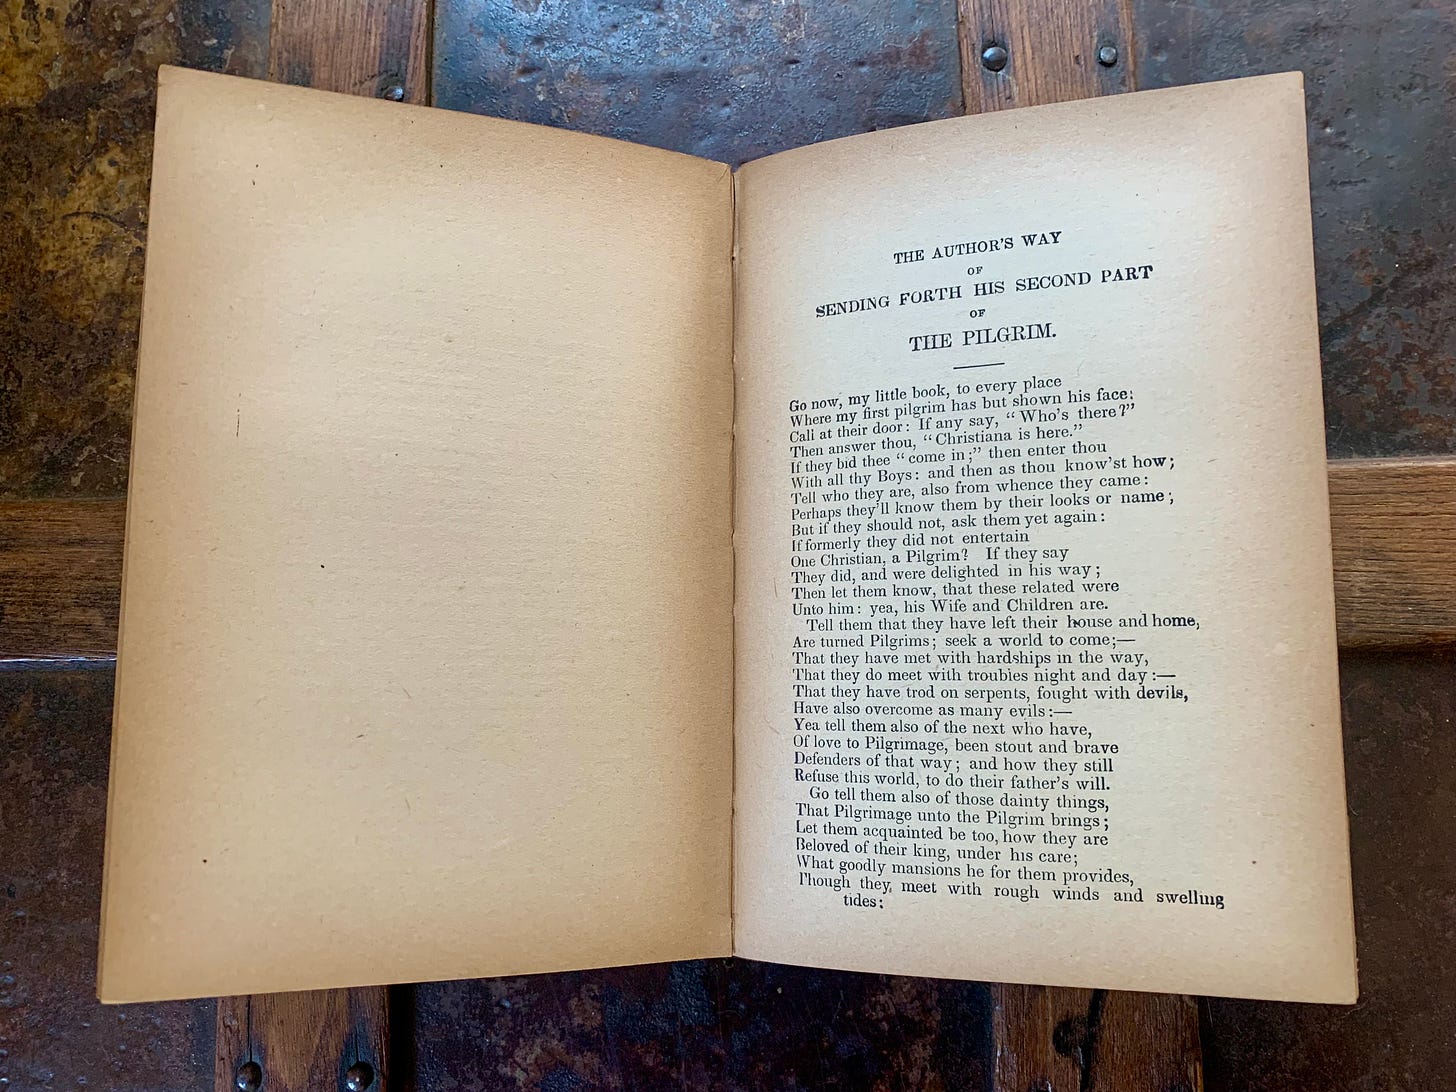 THE AUTHOR'S WAY
OF
SENDING FORTH HIS SECOND PART
OF
THE PILGRIM.
Go now, my little book, to every place
Where my first pilgrim has but shown his face:
Call at their door: If any say, "Who's there?"
Then answer thou, "Christiana is here."
If they bid thee "come in;" then enter thou
With all thy Boys: and then as thou know'st how;
Tell who they are, also from whence they came:
Perhaps they'll know them by their looks or name;
But if they should not, ask them yet again:
If formerly they did not entertain
One Christian, a Pilgrim? If they say
They did, and were delighted in his way;
Then let them know, that these related were
Unto him: yea, his Wife and Children are.
Tell them that they have left their house and home,
Are turned Pilgrims; seek a world to come;—
That they have met with hardships in the way,
That they do meet with troubles night and day:—
That they have trod on serpents, fought with devils,
Have also overcome as many evils:—
Yea tell them also of the next who have,
Of love to Pilgrimage, been stout and brave
Defenders of that way; and how they still
Refuse this world, to do their father's will.
Go tell them also of those dainty things,
That Pilgrimage unto the Pilgrim brings;
Let them acquainted be too, how they are
Beloved of their king, under his care;
What goodly mansions he for them provides,
Though they meet with rough winds and swelling
tides;